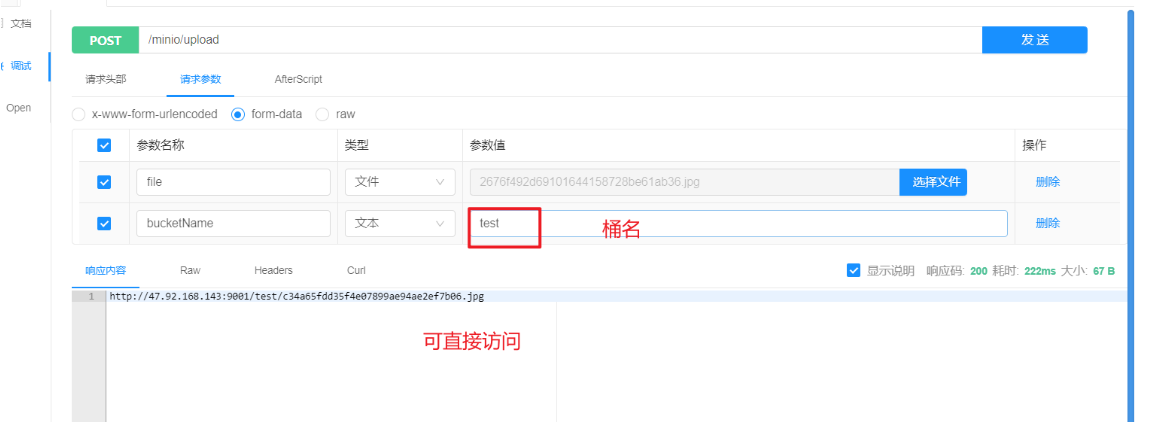 文档
POST /minio/upload 发送
调试
请求头部 请求参数 AfterScript
Open
x-www-form-urlencoded form-data raw
参数名称 类型 参数值 操作
file 文件 2676f492d69101644158728be61ab36.jpg 选择文件 删除
bucketName 文本 test 桶名 删除
响应内容 Raw Headers Curl 显示说明 响应码: 200 耗时: 222ms 大小: 67 B
1 http://47.92.168.143:9001/test/c34a65fdd35f4e07899ae94ae2ef7b06.jpg
可直接访问